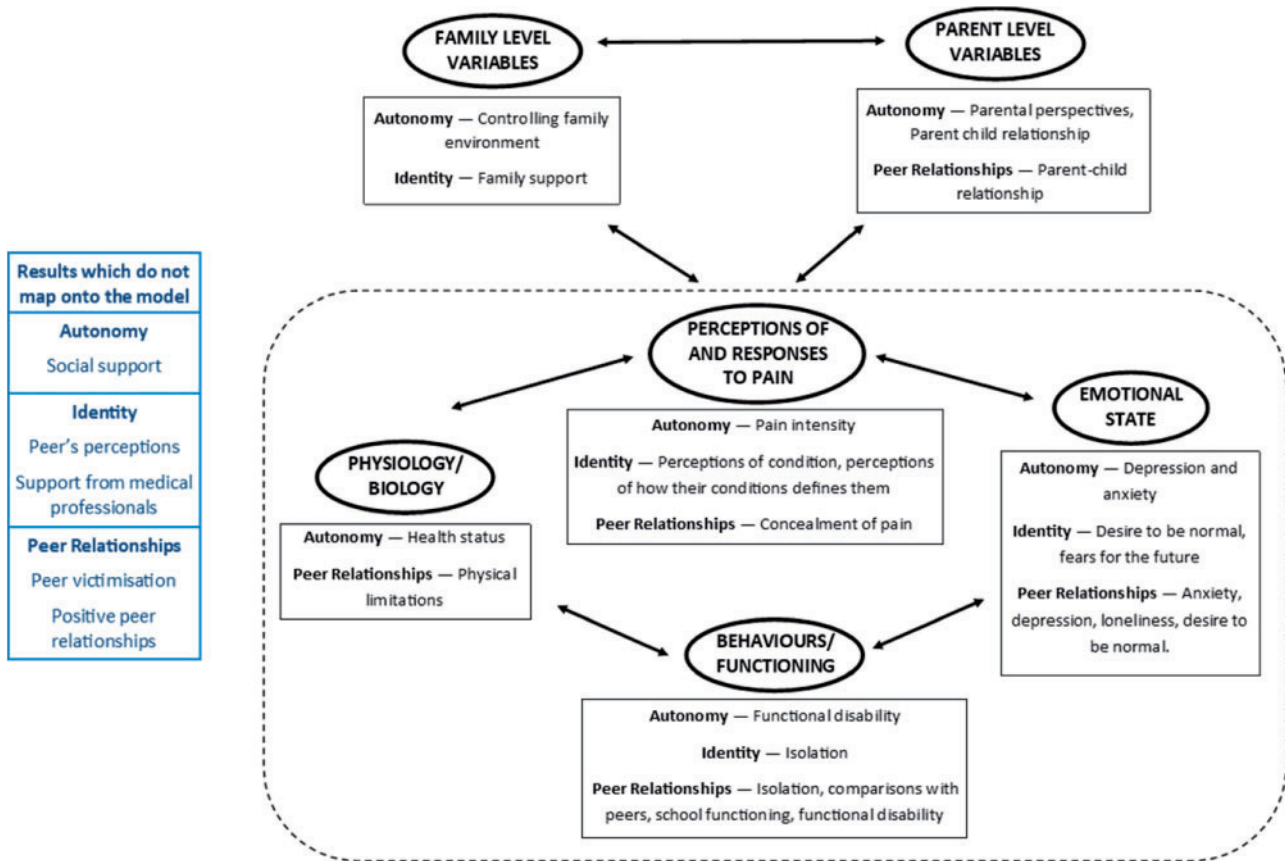 FAMILY LEVEL
VARIABLES
PARENT LEVEL
VARIABLES
Autonomy — Controlling family
environment
Identity — Family support
Autonomy — Parental perspectives,
Parent child relationship
Peer Relationships — Parent-child
relationship
Results which do not
map onto the model
Autonomy
Social support
Identity
Peer's perceptions
Support from medical
professionals
Peer Relationships
Peer victimisation
Positive peer
relationships
PERCEPTIONS OF
AND RESPONSES
TO PAIN
Autonomy — Pain intensity
Identity — Perceptions of condition, perceptions
of how their conditions defines them
Peer Relationships — Concealment of pain
PHYSIOLOGY/
BIOLOGY
Autonomy — Health status
Peer Relationships — Physical
limitations
EMOTIONAL
STATE
Autonomy — Depression and
anxiety
Identity — Desire to be normal,
fears for the future
Peer Relationships — Anxiety,
depression, loneliness, desire to
be normal.
BEHAVIOURS/
FUNCTIONING
Autonomy — Functional disability
Identity — Isolation
Peer Relationships — Isolation, comparisons with
peers, school functioning, functional disability